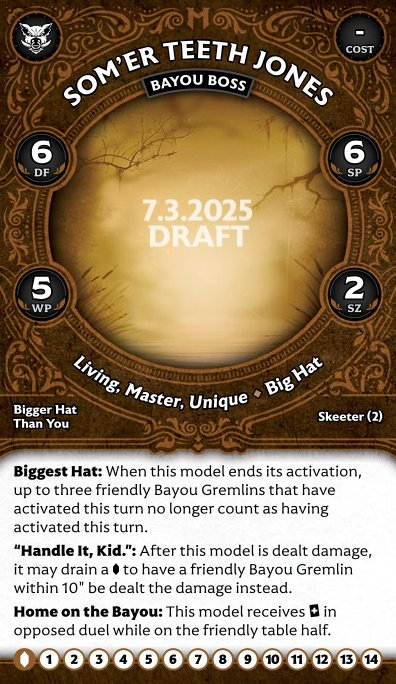 -
COST
SOM'ER TEETH JONES
BAYOU BOSS
6
DF
6
SP
7.3.2025
DRAFT
5
WP
2
SZ
Living, Master, Unique ◆ Big Hat
Bigger Hat
Than You
Skeeter (2)
Biggest Hat: When this model ends its activation,
up to three friendly Bayou Gremlins that have
activated this turn no longer count as having
activated this turn.
“Handle It, Kid.”: After this model is dealt damage,
it may drain a to have a friendly Bayou Gremlin
within 10" be dealt the damage instead.
Home on the Bayou: This model receives in
opposed duel while on the friendly table half.
1 2 3 4 5 6 7 8 9 10 11 12 13 14